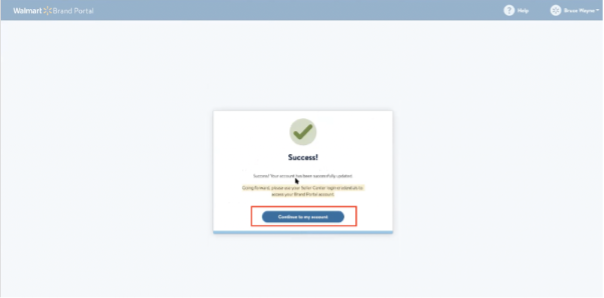 Walmart Brand Portal
Help
Bruce Wayne
Success!
Success! Your account has been successfully updated.
Going forward, please use your Seller Center login credentials to
access your Brand Portal account.
Continue to my account